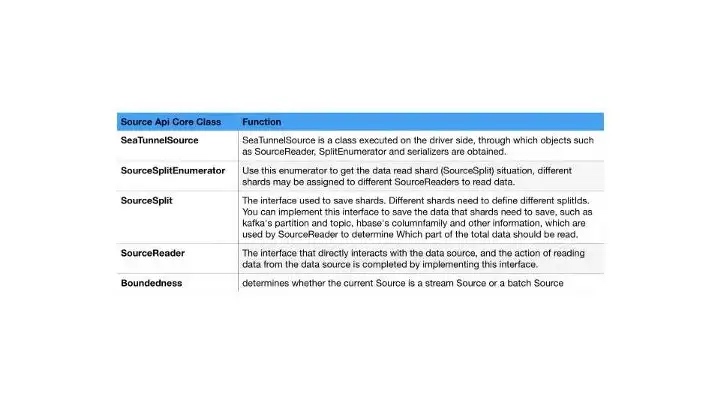 Source Api Core Class Function
SeaTunnelSource SeaTunnelSource is a class executed on the driver side, through which objects such
as SourceReader, SplitEnumerator and serializers are obtained.
SourceSplitEnumerator Use this enumerator to get the data read shard (SourceSplit) situation, different
shards may be assigned to different SourceReaders to read data.
SourceSplit The interface used to save shards. Different shards need to define different splitIds.
You can implement this interface to save the data that shards need to save, such as
kafka's partition and topic, hbase's columnfamily and other information, which are
used by SourceReader to determine Which part of the total data should be read.
SourceReader The interface that directly interacts with the data source, and the action of reading
data from the data source is completed by implementing this interface.
Boundedness determines whether the current Source is a stream Source or a batch Source